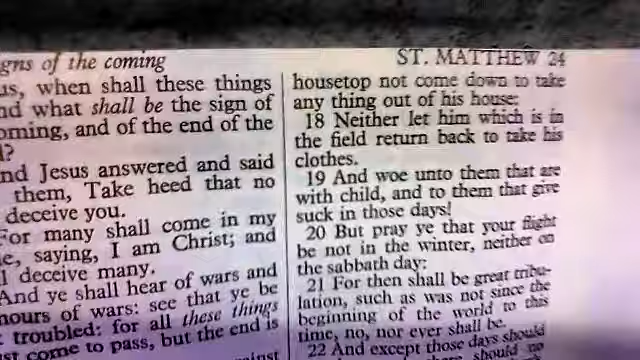 gns of the coming
ST. MATTHEW 24
us, when shall these things
nd what shall be the sign of
oming, and of the end of the
l?
nd Jesus answered and said
them, Take heed that no
deceive you.
For many shall come in my
e, saying, I am Christ; and
l deceive many.
And ye shall hear of wars and
mours of wars: see that ye be
t troubled: for all these things
st come to pass, but the end is
ainst
housetop not come down to take
any thing out of his house:
18 Neither let him which is in
the field return back to take his
clothes.
19 And woe unto them that are
with child, and to them that give
suck in those days!
20 But pray ye that your flight
be not in the winter, neither on
the sabbath day:
21 For then shall be great tribu-
lation, such as was not since the
beginning of the world to this
time, no, nor ever shall be.
22 And except those days should
should no